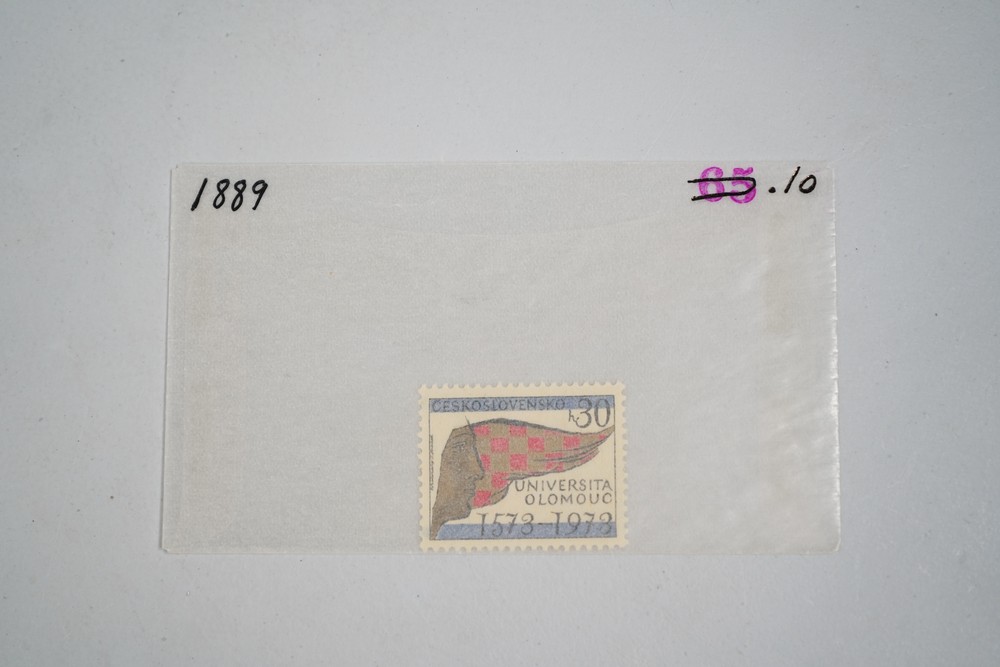 1889
65 .10
ČESKOSLOVENSKO
h 30
UNIVERSITA
OLOMOUC
1573-1973